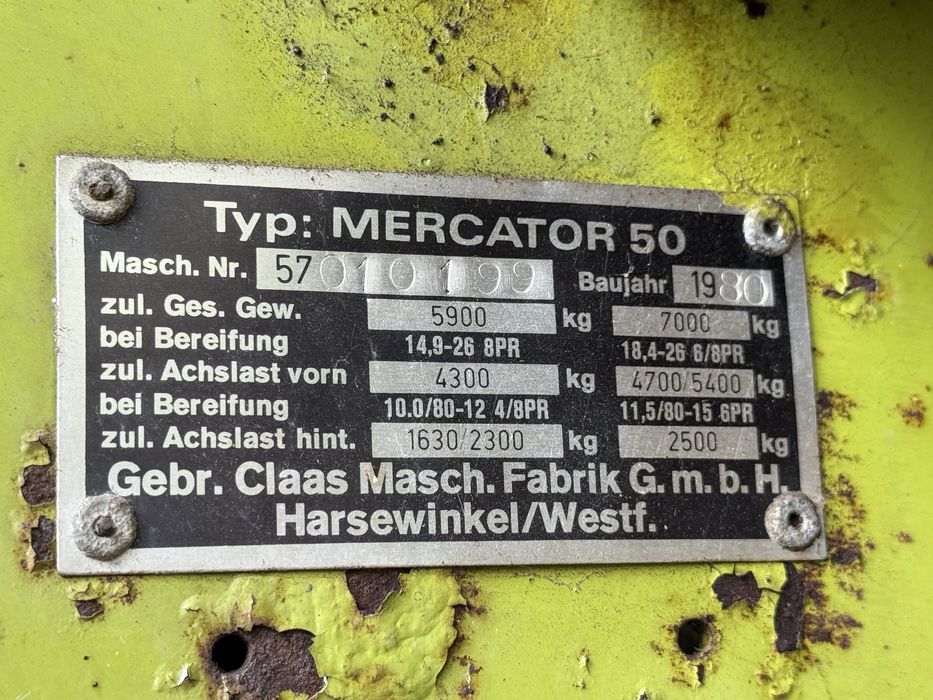 Typ: MERCATOR 50
Masch. Nr. 57010199 Baujahr 1980
zul. Ges. Gew. 5900 kg 7000 kg
bei Bereifung 14,9-26 8PR 18,4-26 6/8PR
zul. Achslast vorn 4300 kg 4700/5400 kg
bei Bereifung 10.0/80-12 4/8PR 11,5/80-15 6PR
zul. Achslast hint. 1630/2300 kg 2500 kg
Gebr. Claas Masch. Fabrik G. m. b. H.
Harsewinkel/Westf.